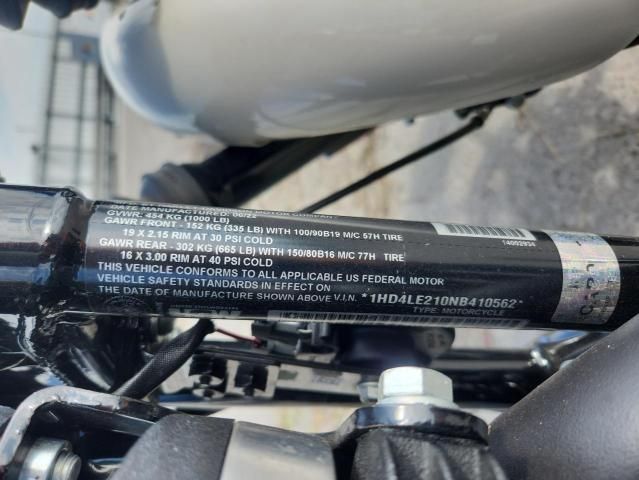 MOTOR COMPANY
DATE MANUFACTURED: 06/22
GVWR: 454 KG (1000 LB)
GAWR FRONT - 152 KG (335 LB) WITH 100/90B19 M/C 57H TIRE
19 X 2.15 RIM AT 30 PSI COLD
GAWR REAR - 302 KG (665 LB) WITH 150/80B16 M/C 77H TIRE
16 X 3.00 RIM AT 40 PSI COLD
THIS VEHICLE CONFORMS TO ALL APPLICABLE US FEDERAL MOTOR
VEHICLE SAFETY STANDARDS IN EFFECT ON
THE DATE OF MANUFACTURE SHOWN ABOVE V.I.N. *1HD4LE210NB410562*
TYPE: MOTORCYCLE
14002934